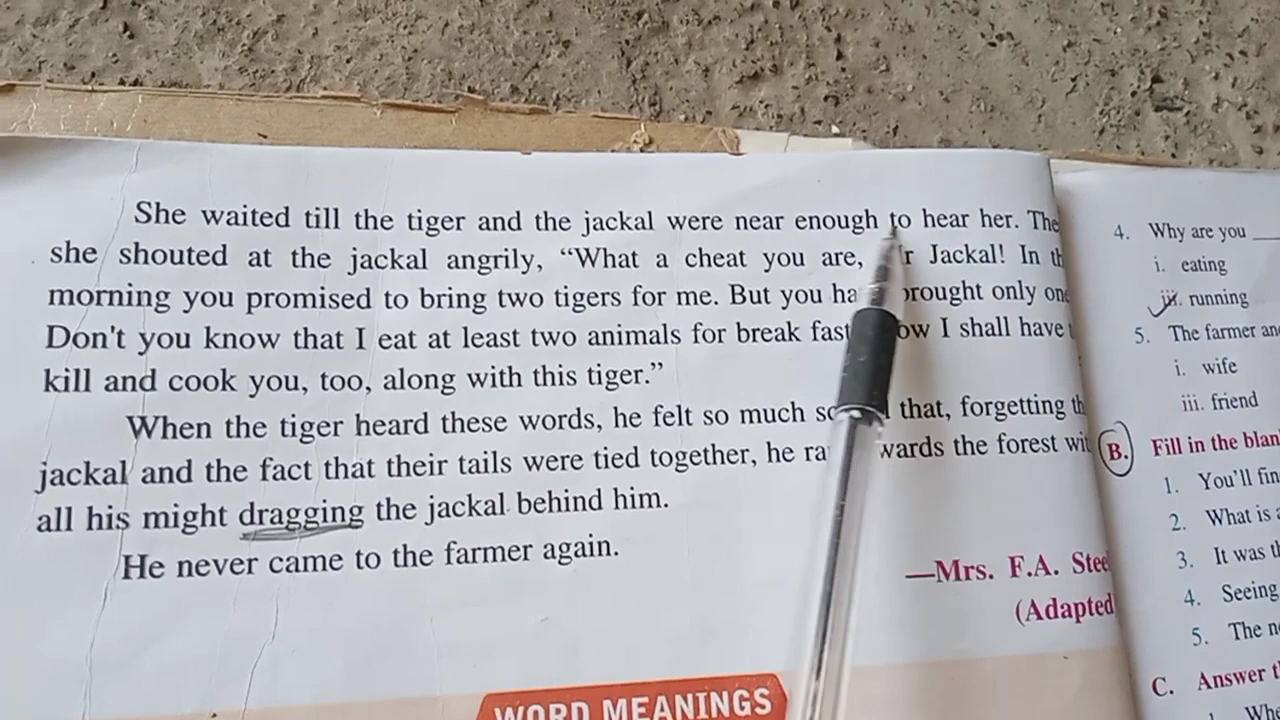 She waited till the tiger and the jackal were near enough to hear her. The
she shouted at the jackal angrily, “What a cheat you are, r Jackal! In th
morning you promised to bring two tigers for me. But you ha brought only one
Don't you know that I eat at least two animals for break fast ow I shall have
kill and cook you, too, along with this tiger.”
When the tiger heard these words, he felt so much sc that, forgetting th
jackal and the fact that their tails were tied together, he ra wards the forest wit
all his might dragging the jackal behind him.
He never came to the farmer again.
—Mrs. F.A. Stee
(Adapted
WORD MEANINGS
4. Why are you
i. eating
iii. running
5. The farmer an
i. wife
iii. friend
B. Fill in the blan
1. You'll fin
2. What is a
3. It was th
4. Seeing
5. The n
C. Answer t
1. Whe